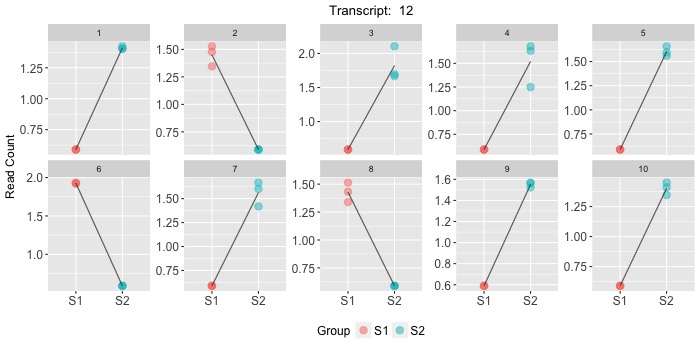 Transcript: 12
Read Count
1 2 3 4 5
1.25 1.50 2.0 1.50 1.50
1.00 1.25 1.5 1.25 1.25
0.75 1.00 1.0 1.00 1.00
0.75 0.75 0.75
6 7 8 9 10
2.0 1.50 1.50 1.6 1.25
1.5 1.25 1.25 1.4 1.00
1.0 1.00 1.00 1.2 0.75
0.75 0.75 1.0
0.8
0.6
S1 S2 S1 S2 S1 S2 S1 S2 S1 S2
Group S1 S2